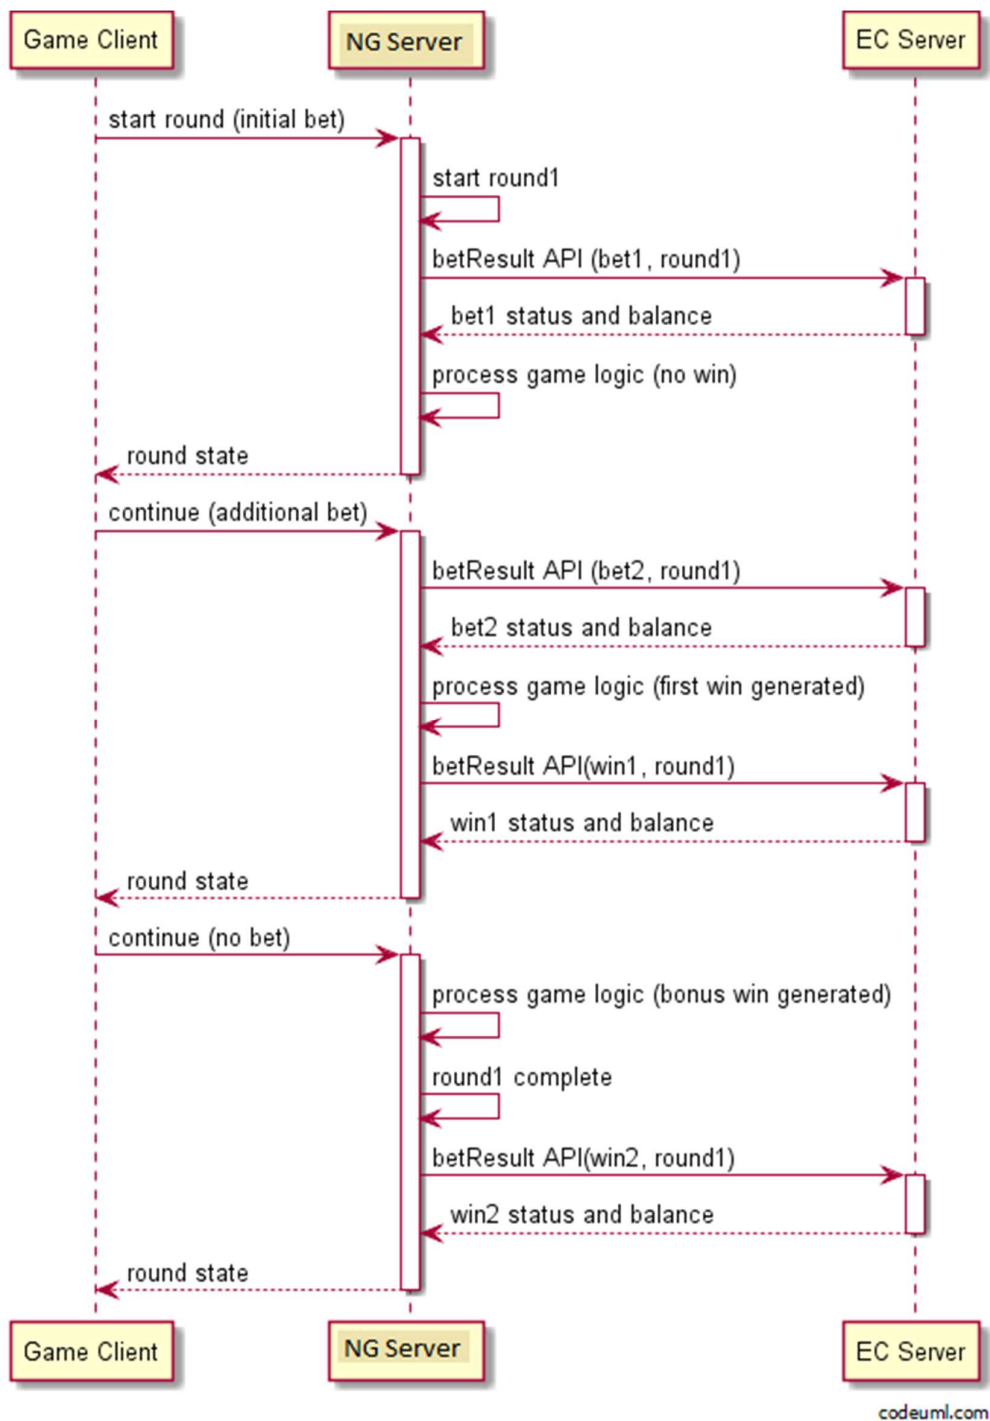 Game Client
NG Server
EC Server
start round (initial bet)
start round1
betResult API (bet1, round1)
bet1 status and balance
process game logic (no win)
round state
continue (additional bet)
betResult API (bet2, round1)
bet2 status and balance
process game logic (first win generated)
betResult API(win1, round1)
win1 status and balance
round state
continue (no bet)
process game logic (bonus win generated)
round1 complete
betResult API(win2, round1)
win2 status and balance
round state
Game Client
NG Server
EC Server
codeuml.com